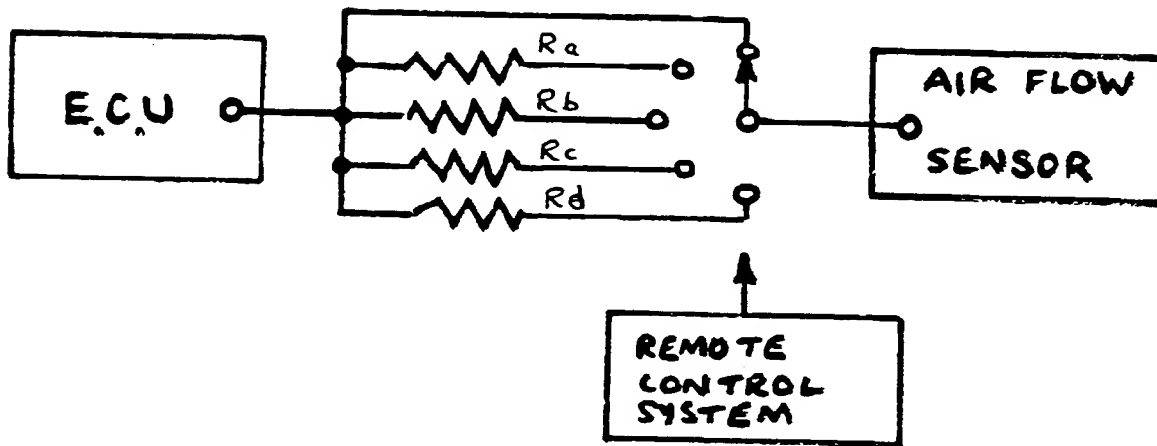 Ra
E.C.U
Rb
Rc
Rd
AIR FLOW
SENSOR
REMOTE
CONTROL
SYSTEM